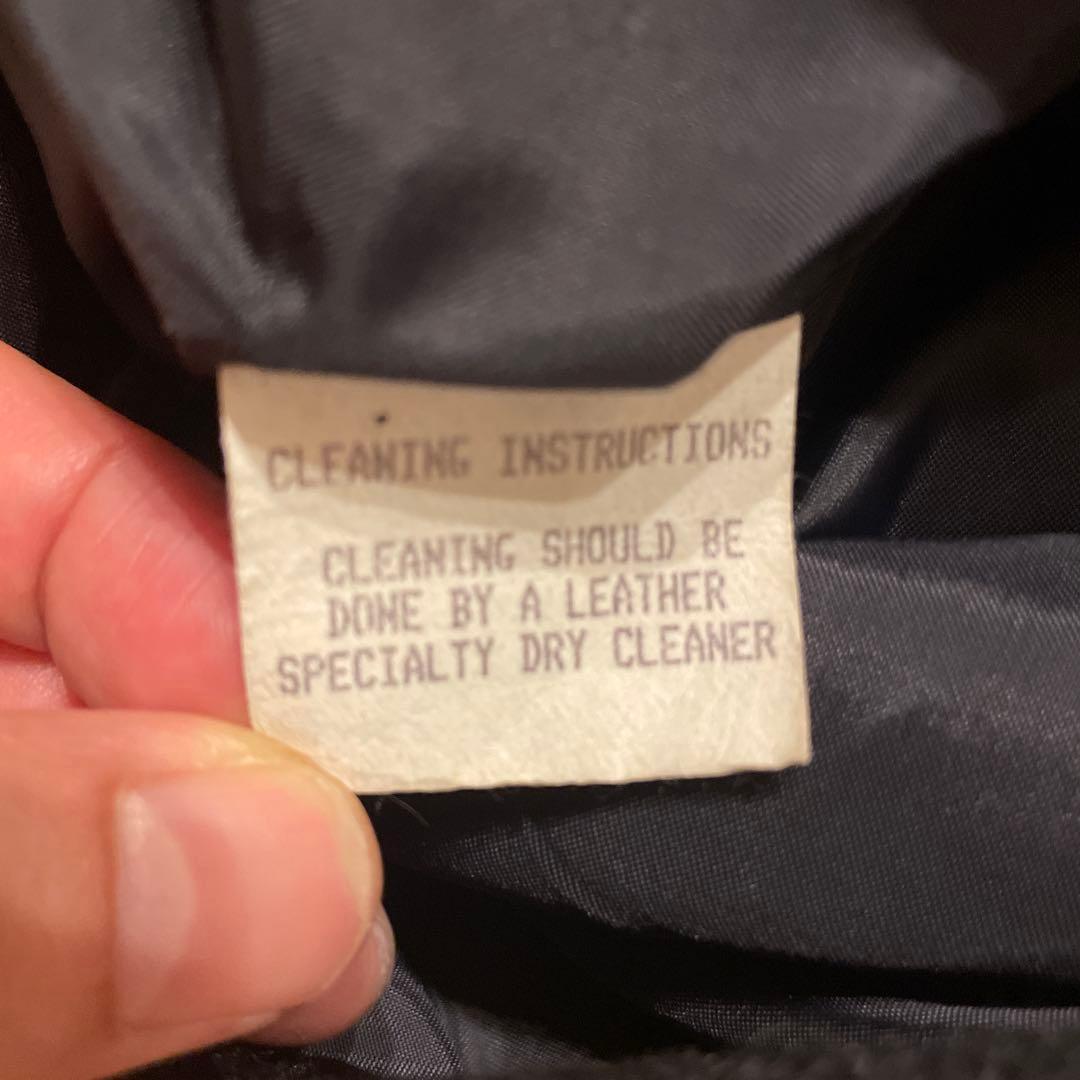 CLEANING INSTRUCTIONS
CLEANING SHOULD BE
DONE BY A LEATHER
SPECIALTY DRY CLEANER